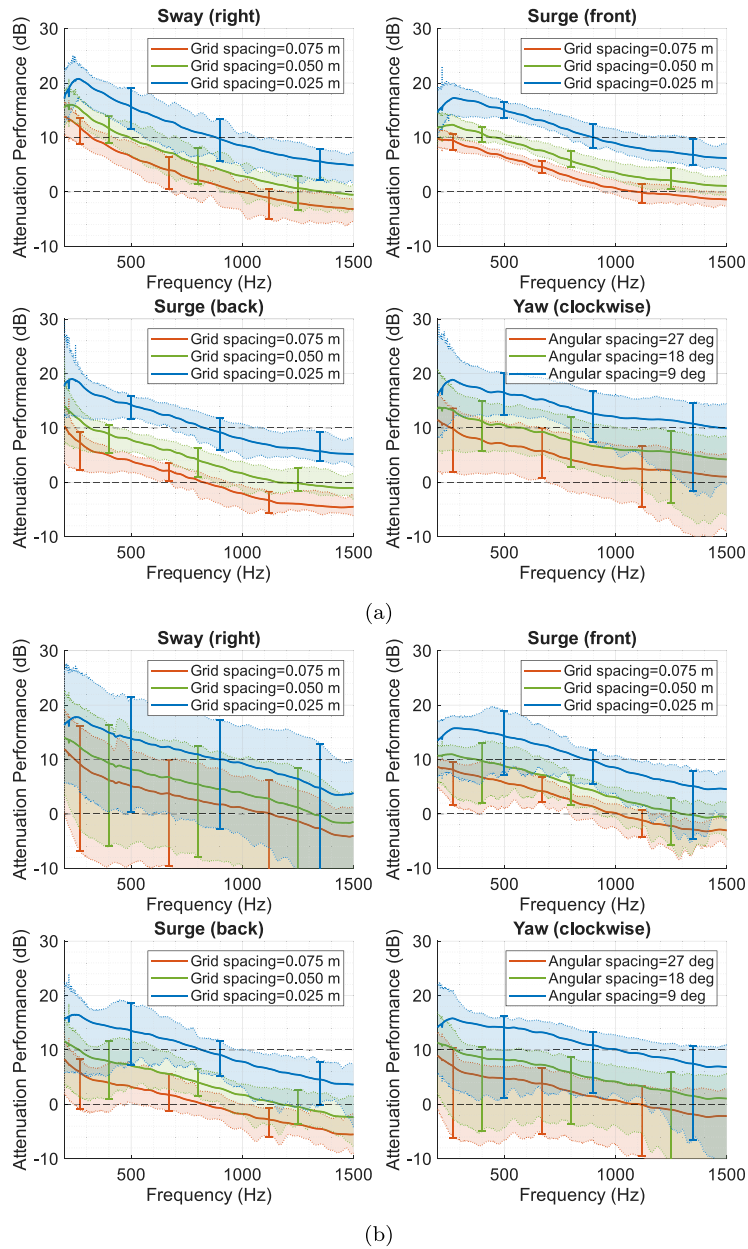 Sway (right)
Surge (front)
30
20
10
0
-10
Attenuation Performance (dB)
Grid spacing=0.075 m
Grid spacing=0.050 m
Grid spacing=0.025 m
500
1000
1500
Frequency (Hz)
30
20
10
0
-10
Attenuation Performance (dB)
Grid spacing=0.075 m
Grid spacing=0.050 m
Grid spacing=0.025 m
500
1000
1500
Frequency (Hz)
Surge (back)
Yaw (clockwise)
30
20
10
0
-10
Attenuation Performance (dB)
Grid spacing=0.075 m
Grid spacing=0.050 m
Grid spacing=0.025 m
500
1000
1500
Frequency (Hz)
30
20
10
0
-10
Attenuation Performance (dB)
Angular spacing=27 deg
Angular spacing=18 deg
Angular spacing=9 deg
500
1000
1500
Frequency (Hz)
(a)
Sway (right)
Surge (front)
30
20
10
0
-10
Attenuation Performance (dB)
Grid spacing=0.075 m
Grid spacing=0.050 m
Grid spacing=0.025 m
500
1000
1500
Frequency (Hz)
30
20
10
0
-10
Attenuation Performance (dB)
Grid spacing=0.075 m
Grid spacing=0.050 m
Grid spacing=0.025 m
500
1000
1500
Frequency (Hz)
Surge (back)
Yaw (clockwise)
30
20
10
0
-10
Attenuation Performance (dB)
Grid spacing=0.075 m
Grid spacing=0.050 m
Grid spacing=0.025 m
500
1000
1500
Frequency (Hz)
30
20
10
0
-10
Attenuation Performance (dB)
Angular spacing=27 deg
Angular spacing=18 deg
Angular spacing=9 deg
500
1000
1500
Frequency (Hz)
(b)